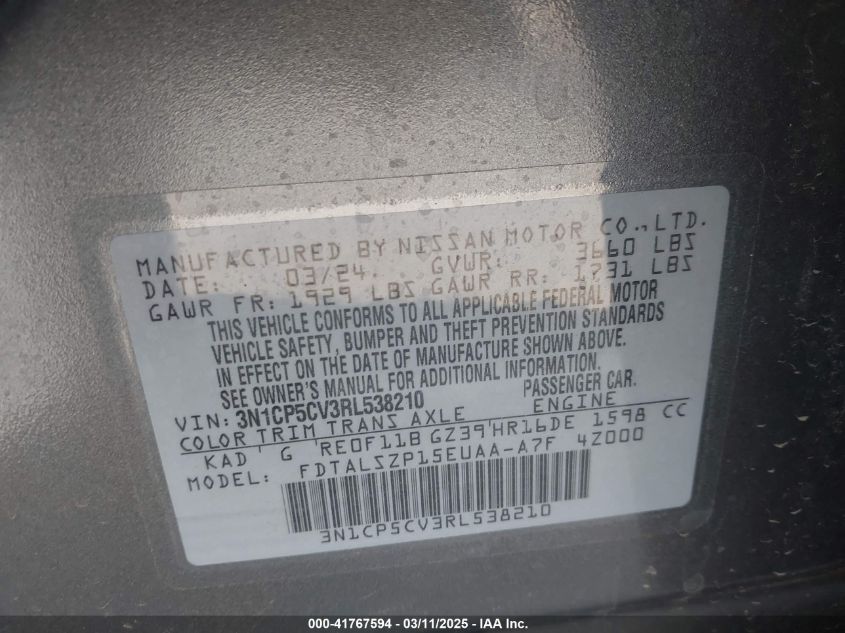 MANUFACTURED BY NISSAN MOTOR CO., LTD.
DATE: 03/24 GVWR: 3660 LBS
GAWR FR: 1929 LBS GAWR RR: 1731 LBS
THIS VEHICLE CONFORMS TO ALL APPLICABLE FEDERAL MOTOR
VEHICLE SAFETY, BUMPER AND THEFT PREVENTION STANDARDS
IN EFFECT ON THE DATE OF MANUFACTURE SHOWN ABOVE.
SEE OWNER'S MANUAL FOR ADDITIONAL INFORMATION.
VIN: 3N1CP5CV3RL538210 PASSENGER CAR.
COLOR TRIM TRANS AXLE ENGINE
KAD G RE0F11B GZ39 HR16DE 1598 CC
MODEL: FDTALSZP15EUAA-A7F 4Z000
3N1CP5CV3RL538210
000-41767594 - 03/11/2025 - IAA Inc.